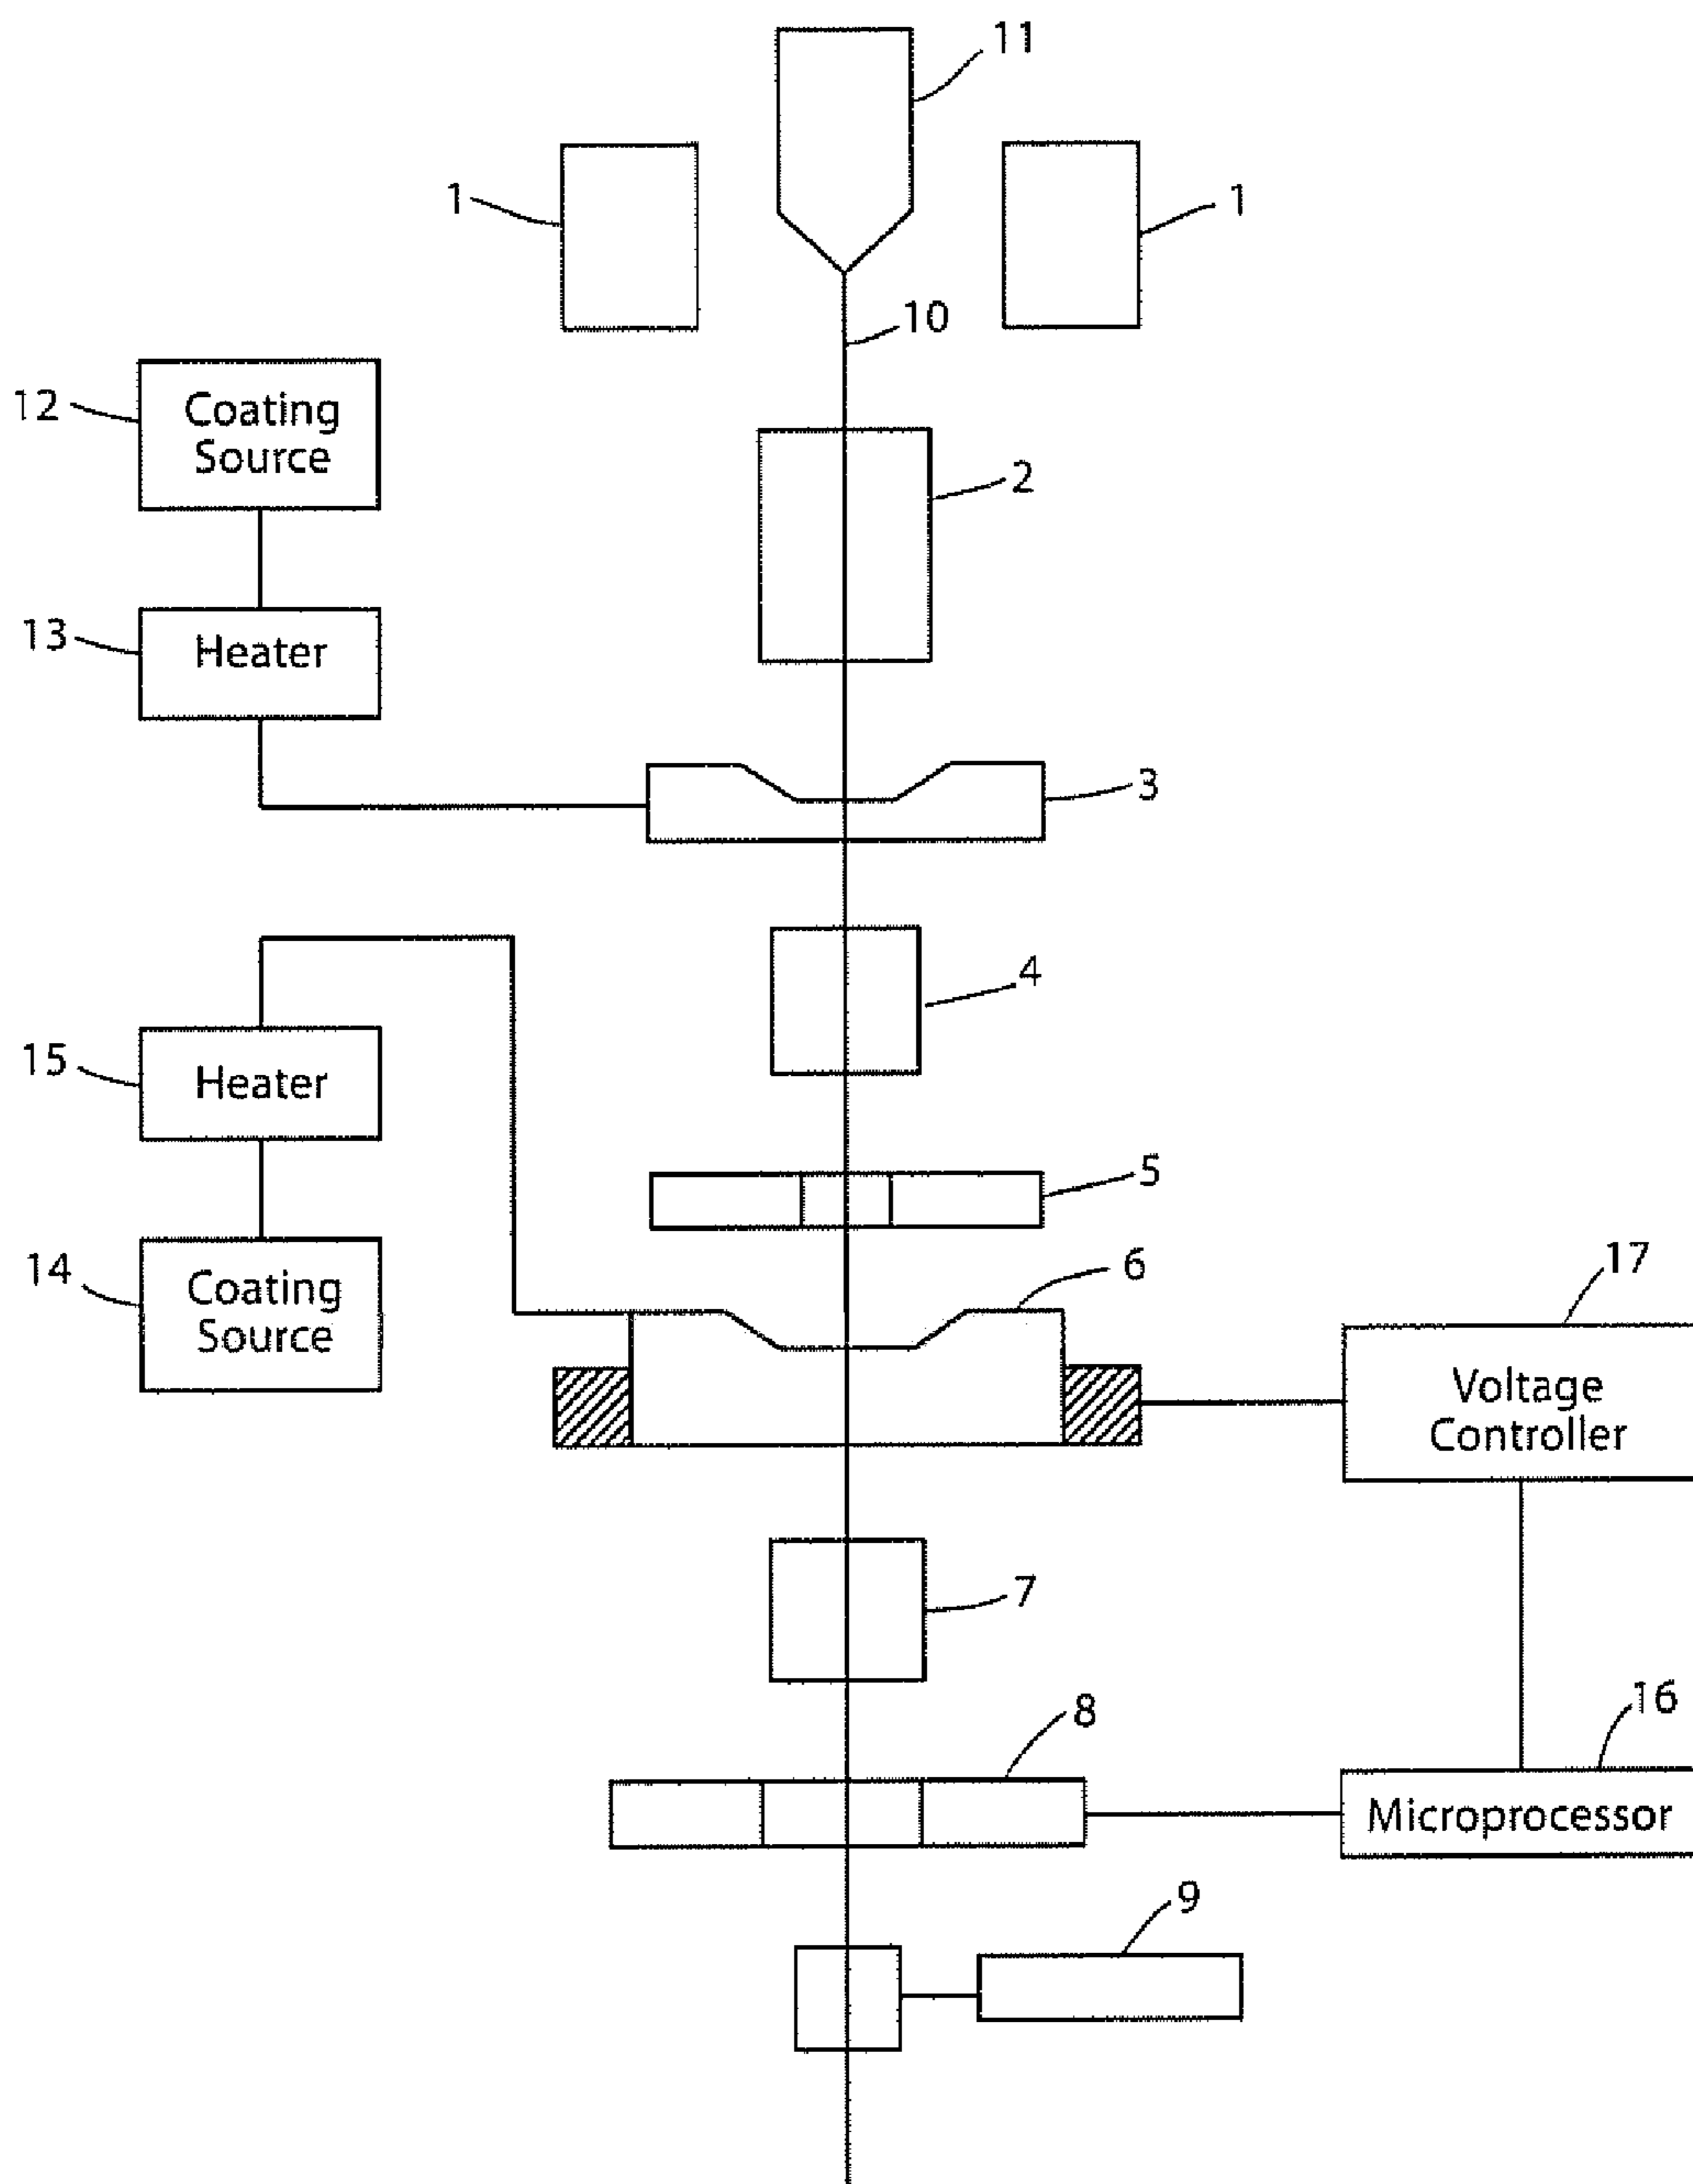 11
1
1
10
12
Coating
Source
2
13
Heater
3
4
15
Heater
5
14
Coating
Source
6
17
Voltage
Controller
7
8
16
Microprocessor
9